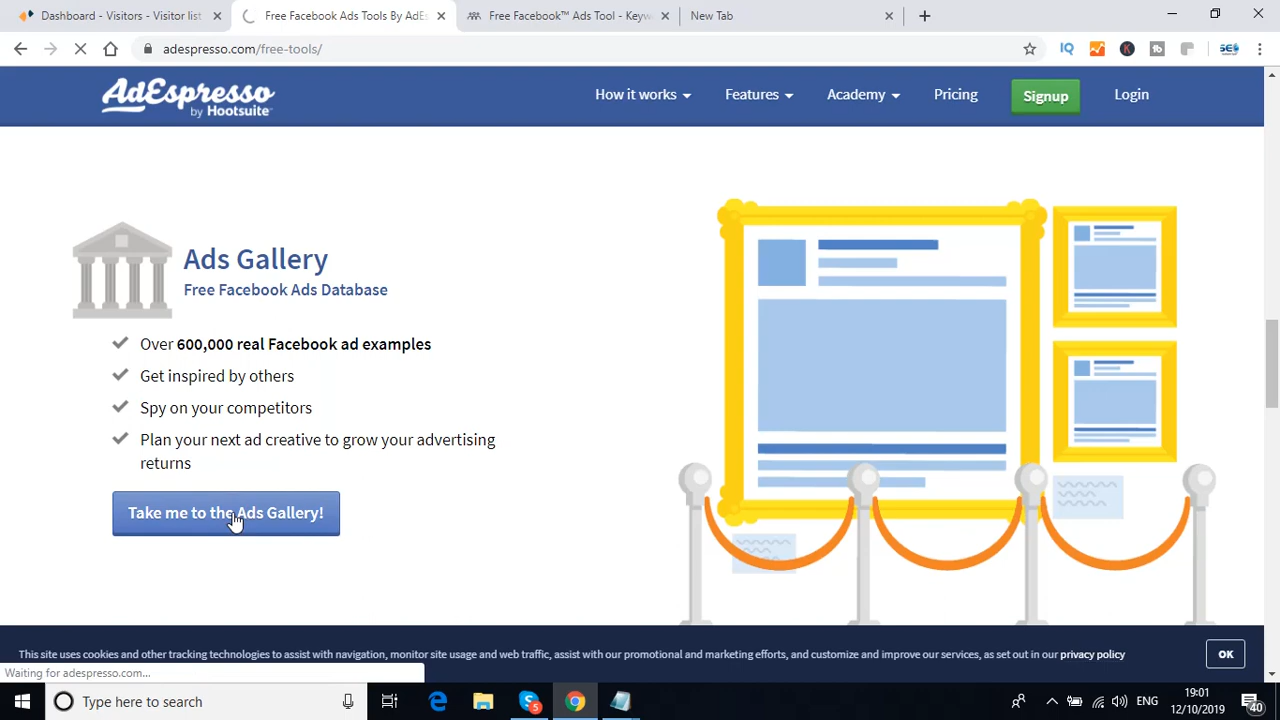 Dashboard - Visitors - Visitor list
Free Facebook Ads Tools By AdEs
Free Facebook™ Ads Tool - Keyw
New Tab
adespresso.com/free-tools/
AdEspresso
by Hootsuite
How it works
Features
Academy
Pricing
Signup
Login
Ads Gallery
Free Facebook Ads Database
Over 600,000 real Facebook ad examples
Get inspired by others
Spy on your competitors
Plan your next ad creative to grow your advertising
returns
Take me to the Ads Gallery!
This site uses cookies and other tracking technologies to assist with navigation, monitor site usage and web traffic, assist with our promotional and marketing efforts, and customize and improve our services, as set out in our privacy policy
OK
Waiting for adespresso.com...
Type here to search
ENG
19:01
12/10/2019
40